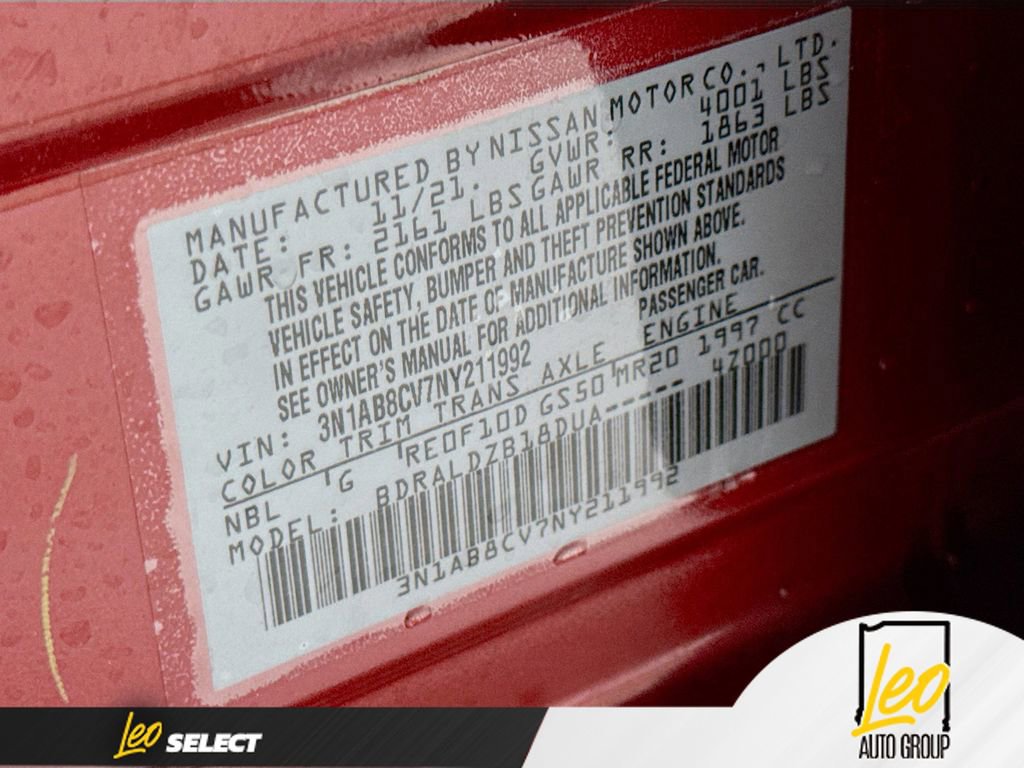 MANUFACTURED BY NISSAN MOTOR CO., LTD.
DATE: 11/21. GVWR: 4001 LBS
GAWR FR: 2161 LBS GAWR RR: 1863 LBS
THIS VEHICLE CONFORMS TO ALL APPLICABLE FEDERAL MOTOR
VEHICLE SAFETY, BUMPER AND THEFT PREVENTION STANDARDS
IN EFFECT ON THE DATE OF MANUFACTURE SHOWN ABOVE.
SEE OWNER'S MANUAL FOR ADDITIONAL INFORMATION.
VIN: 3N1AB8CV7NY211992 PASSENGER CAR.
COLOR TRIM TRANS AXLE ENGINE
NBL G RE0F10D GS50 MR20 1997 CC
MODEL: BDRALDZB18DUA----- 4Z000
3N1AB8CV7NY211992
Leo
AUTO GROUP
Leo SELECT